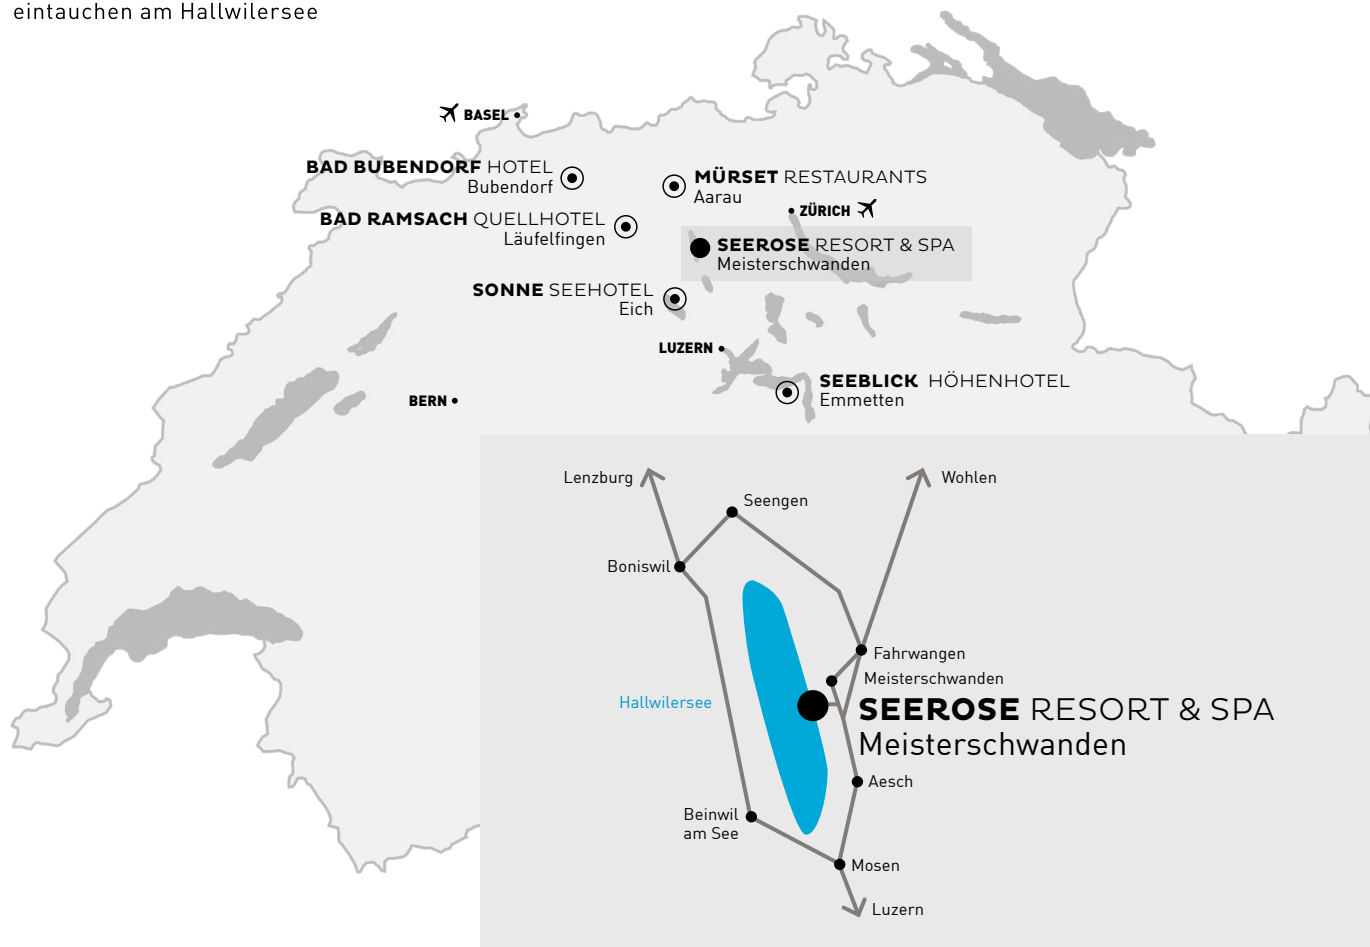 eintauchen am Hallwilersee
BASEL
BAD BUBENDORF HOTEL
Bubendorf
MÜRSET RESTAURANTS
Aarau
ZÜRICH
BAD RAMSACH QUELLHOTEL
Läufelfingen
SEEROSE RESORT & SPA
Meisterschwanden
SONNE SEEHOTEL
Eich
LUZERN
SEEBLICK HÖHENHOTEL
Emmetten
BERN
Lenzburg
Wohlen
Seengen
Boniswil
Fahrwangen
Meisterschwanden
Hallwilersee
SEEROSE RESORT & SPA
Meisterschwanden
Aesch
Beinwil
am See
Mosen
Luzern